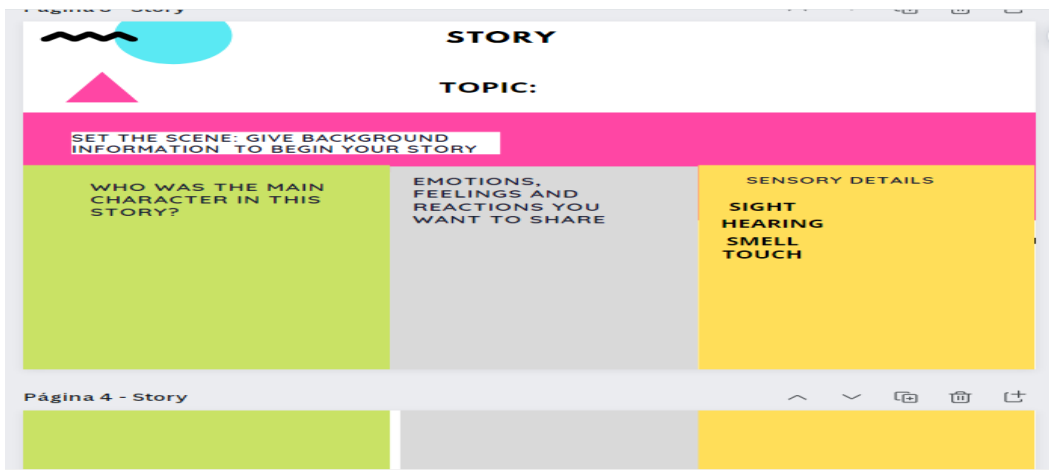 STORY
TOPIC:
SET THE SCENE: GIVE BACKGROUND
INFORMATION TO BEGIN YOUR STORY
WHO WAS THE MAIN
CHARACTER IN THIS
STORY?
EMOTIONS,
FEELINGS AND
REACTIONS YOU
WANT TO SHARE
SENSORY DETAILS
SIGHT
HEARING
SMELL
TOUCH
Página 4 - Story